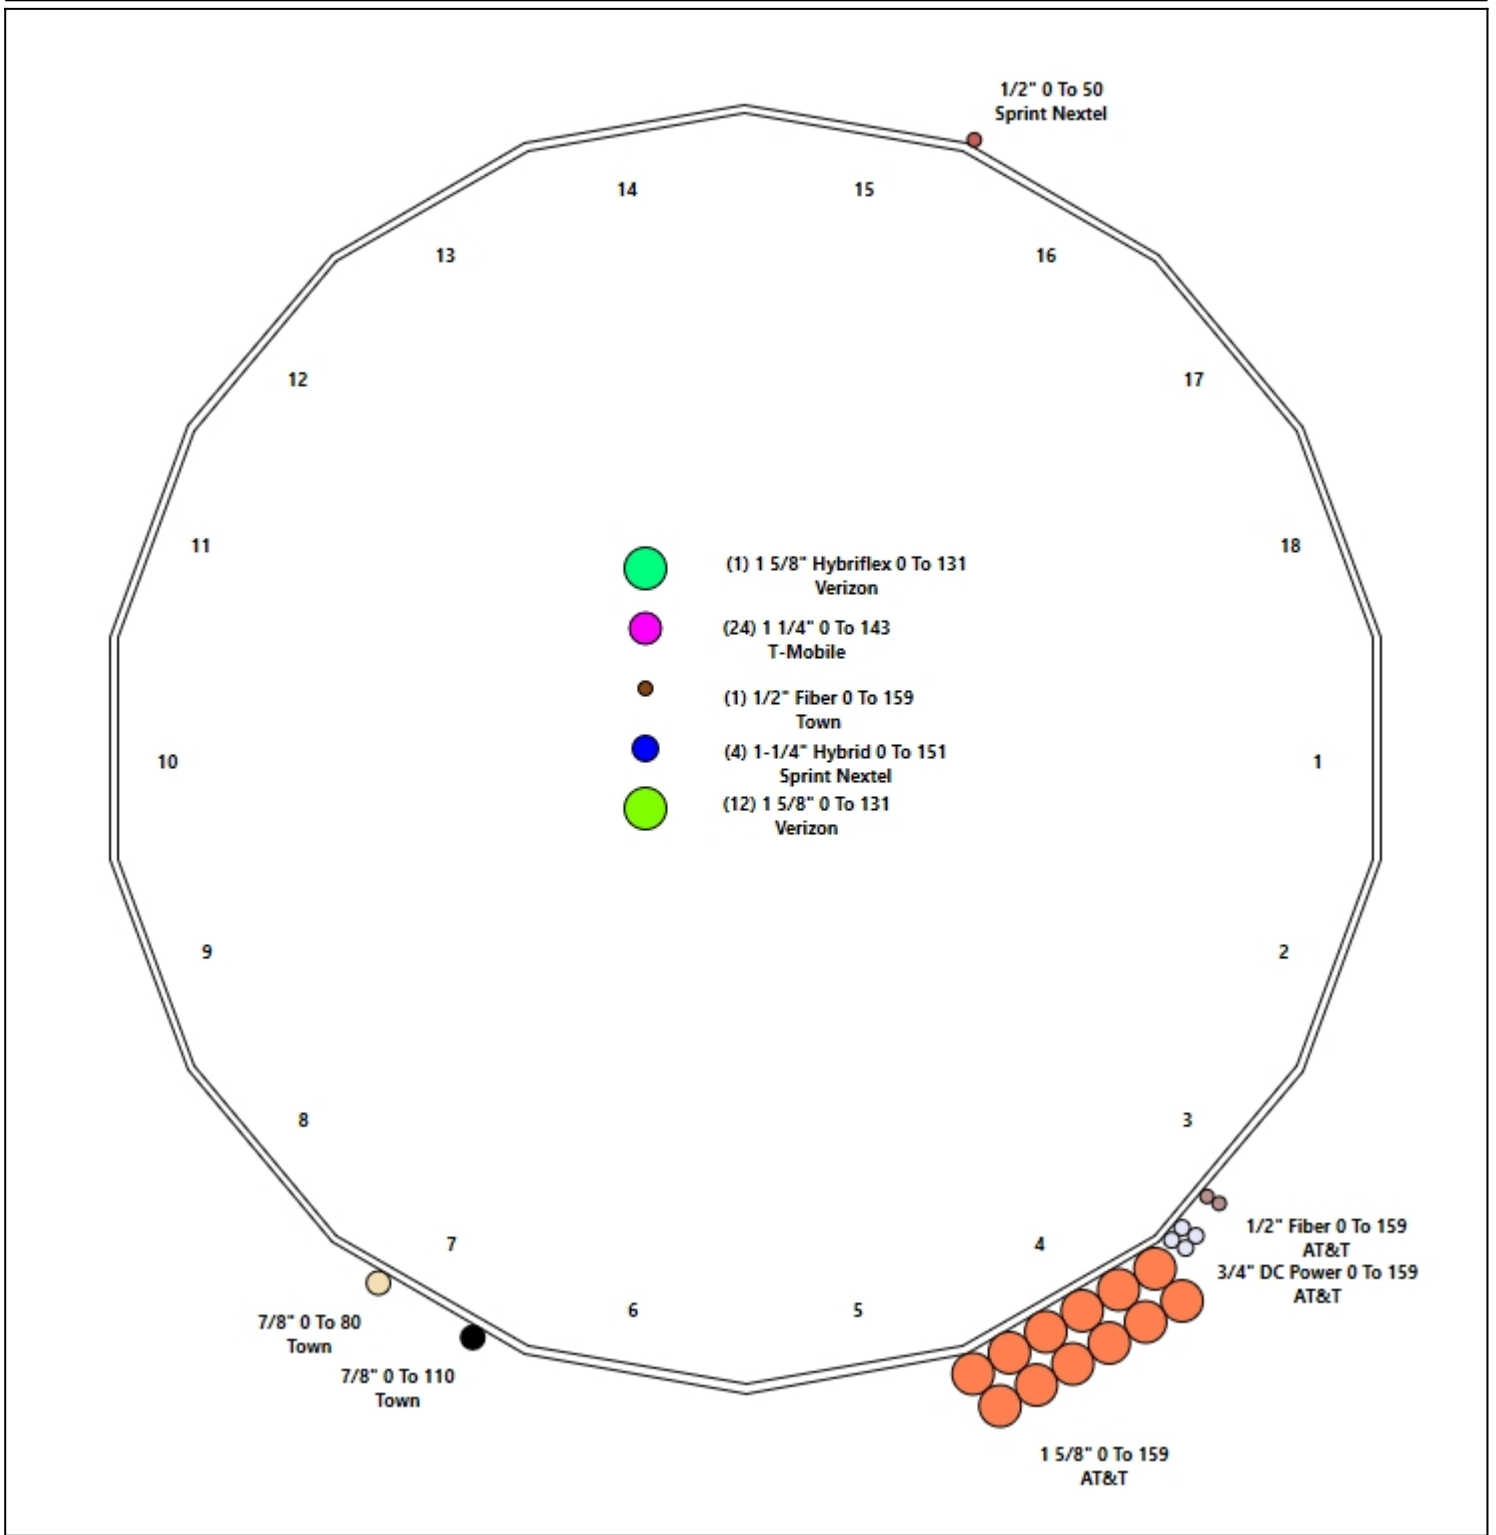 1/2" 0 To 50
Sprint Nextel
14
15
13
16
12
17
11
18
(1) 1 5/8" Hybriflex 0 To 131
Verizon
(24) 1 1/4" 0 To 143
T-Mobile
(1) 1/2" Fiber 0 To 159
Town
(4) 1-1/4" Hybrid 0 To 151
Sprint Nextel
(12) 1 5/8" 0 To 131
Verizon
10
1
9
2
8
3
7
4
1/2" Fiber 0 To 159
AT&T
3/4" DC Power 0 To 159
AT&T
6
5
7/8" 0 To 80
Town
7/8" 0 To 110
Town
1 5/8" 0 To 159
AT&T